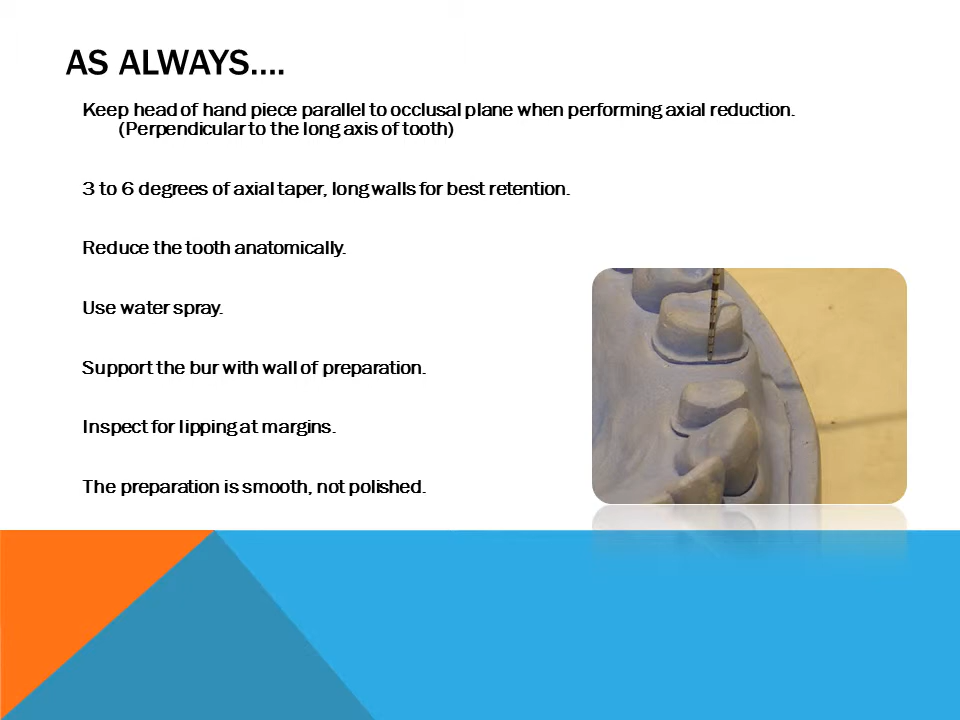 AS ALWAYS....
Keep head of hand piece parallel to occlusal plane when performing axial reduction.
(Perpendicular to the long axis of tooth)
3 to 6 degrees of axial taper, long walls for best retention.
Reduce the tooth anatomically.
Use water spray.
Support the bur with wall of preparation.
Inspect for lipping at margins.
The preparation is smooth, not polished.